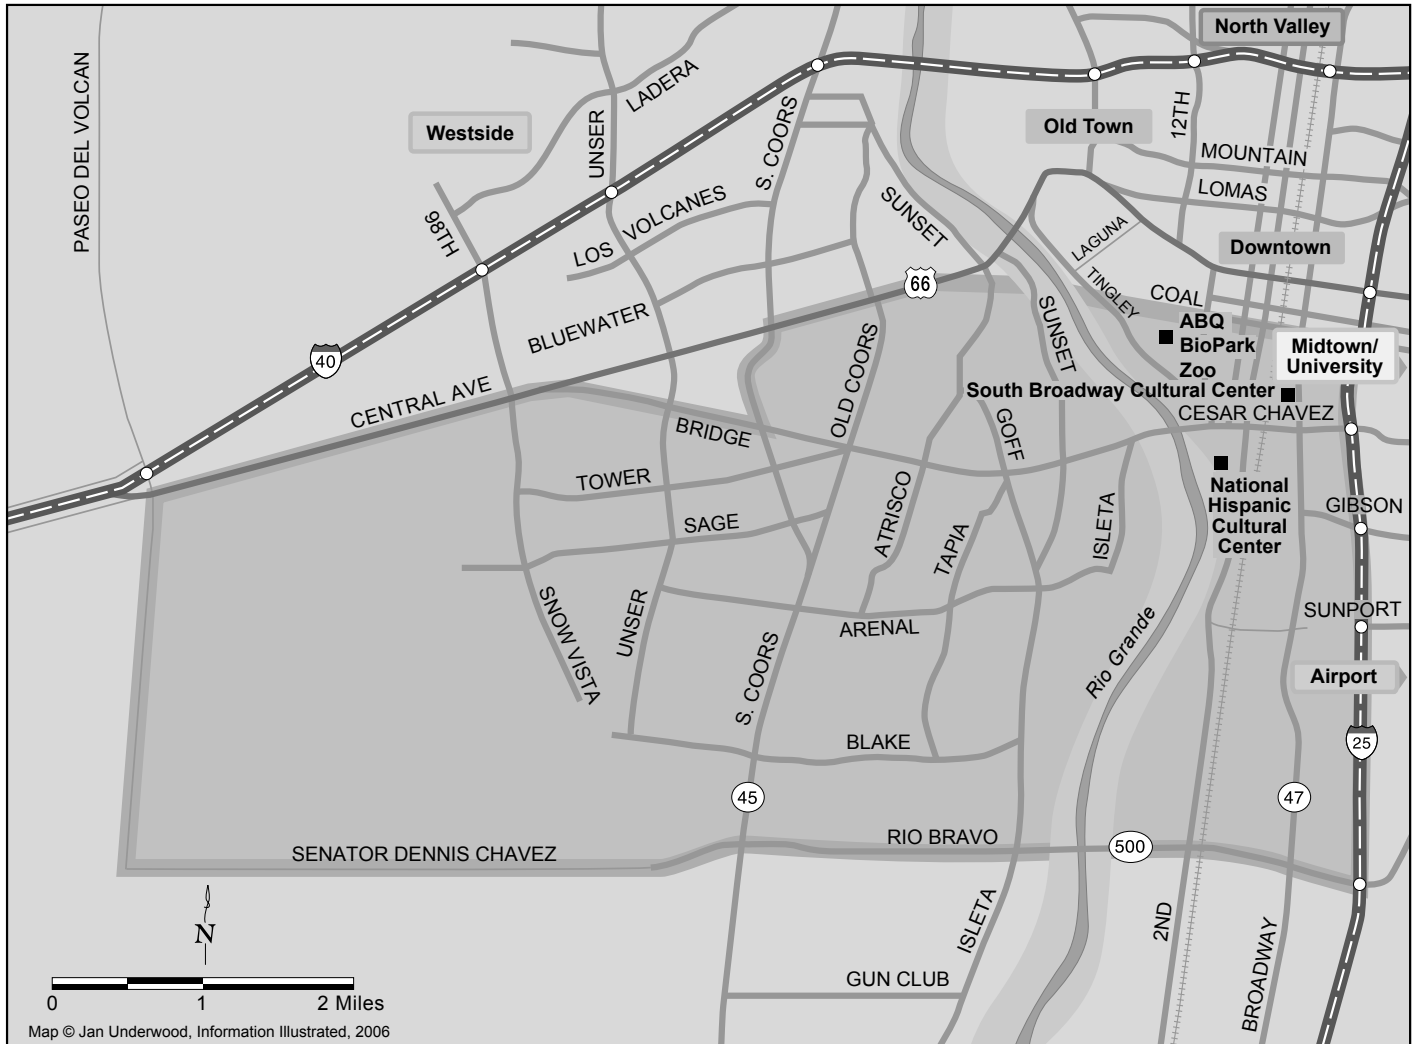 North Valley
PASEO DEL VOLCAN
LADERA
UNSER
Westside
S. COORS
12TH
Old Town
MOUNTAIN
LOMAS
98TH
LOS VOLCANES
SUNSET
LAGUNA
Downtown
66
TINGLEY
COAL
BLUEWATER
SUNSET
ABQ
BioPark
Zoo
Midtown/
University
40
CENTRAL AVE
OLD COORS
South Broadway Cultural Center
CESAR CHAVEZ
BRIDGE
GOFF
TOWER
ATRISCO
National
Hispanic
Cultural
Center
GIBSON
SAGE
TAPIA
ISLETA
SNOW VISTA
UNSER
ARENAL
SUNPORT
S. COORS
Rio Grande
Airport
BLAKE
25
45
47
SENATOR DENNIS CHAVEZ
RIO BRAVO
500
N
ISLETA
2ND
BROADWAY
GUN CLUB
0 1 2 Miles
Map © Jan Underwood, Information Illustrated, 2006